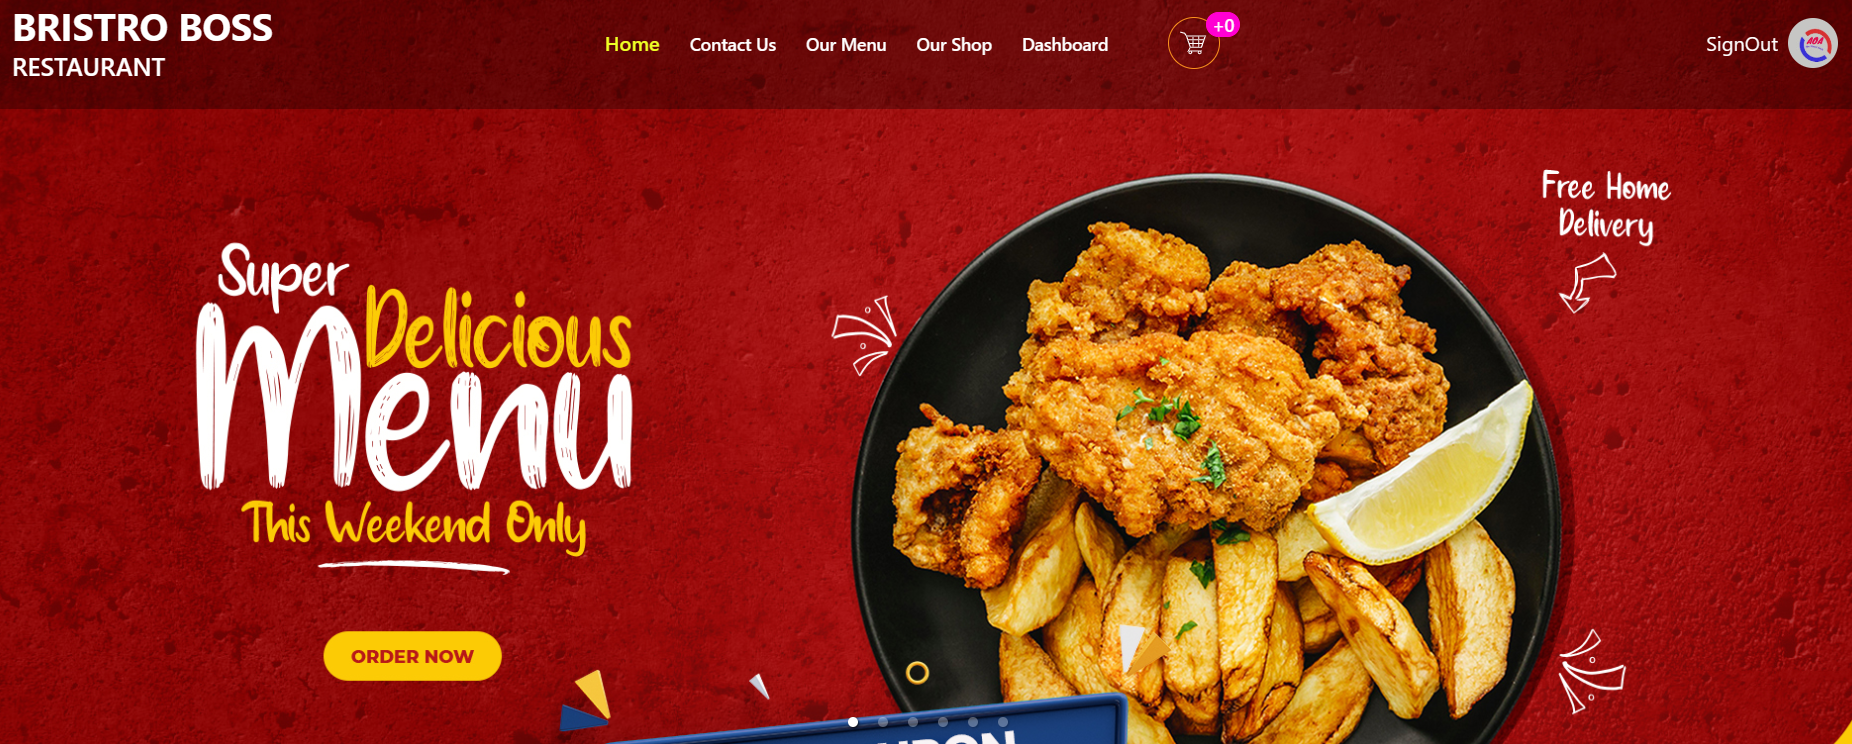 BRISTRO BOSS
RESTAURANT
Home Contact Us Our Menu Our Shop Dashboard
+0
SignOut
AOA
Free Home
Delivery
Super
Delicious
Menu
This Weekend Only
ORDER NOW